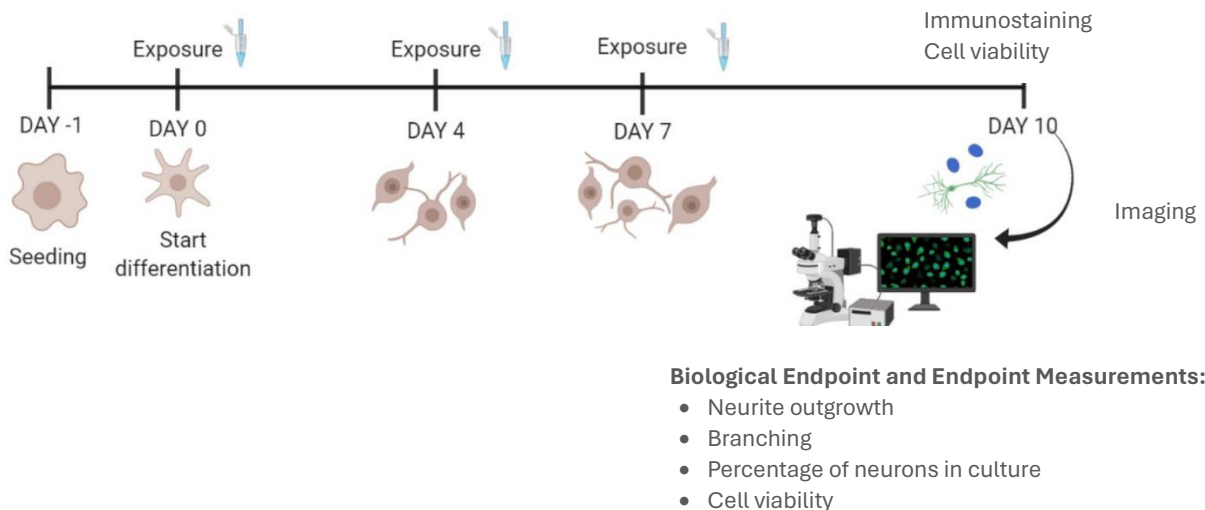 Exposure
Exposure
Exposure
Immunostaining
Cell viability
DAY -1
DAY 0
DAY 4
DAY 7
DAY 10
Seeding
Start
differentiation
Imaging
Biological Endpoint and Endpoint Measurements:
• Neurite outgrowth
• Branching
• Percentage of neurons in culture
• Cell viability